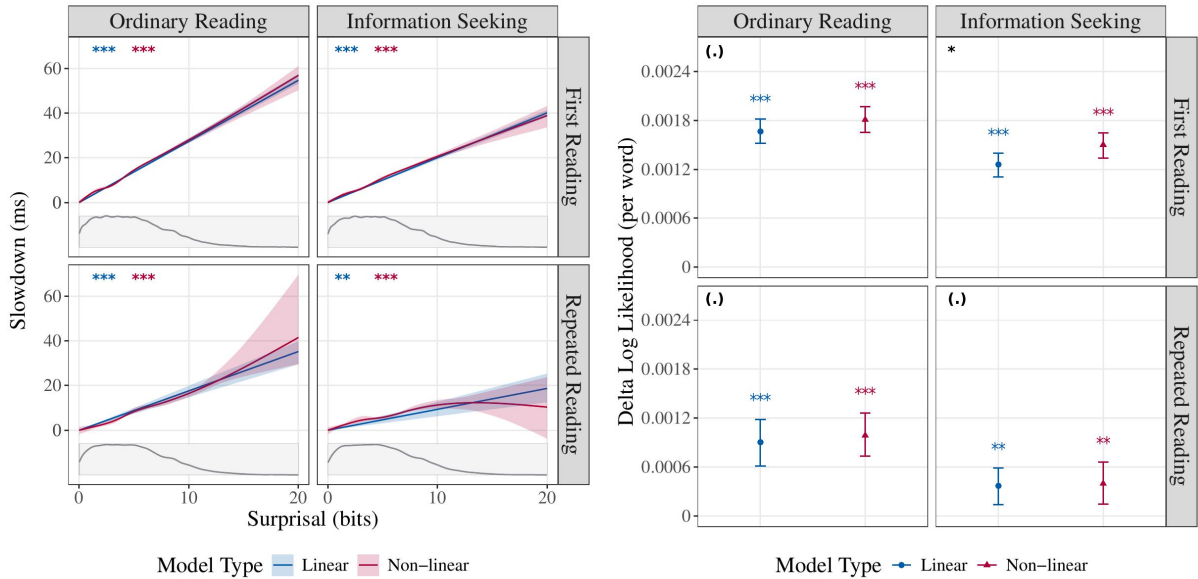 Ordinary Reading
Information Seeking
*** ***
*** ***
60
40
20
0
First Reading
*** ***
** ***
60
40
20
0
Repeated Reading
Slowdown (ms)
0 10 20
0 10 20
Surprisal (bits)
Model Type Linear Non−linear
Ordinary Reading
Information Seeking
(.)
*
0.0024
0.0018
0.0012
0.0006
0
*** ***
*** ***
First Reading
(.)
(.)
0.0024
0.0018
0.0012
0.0006
0
*** ***
** **
Repeated Reading
Delta Log Likelihood (per word)
Model Type Linear Non−linear